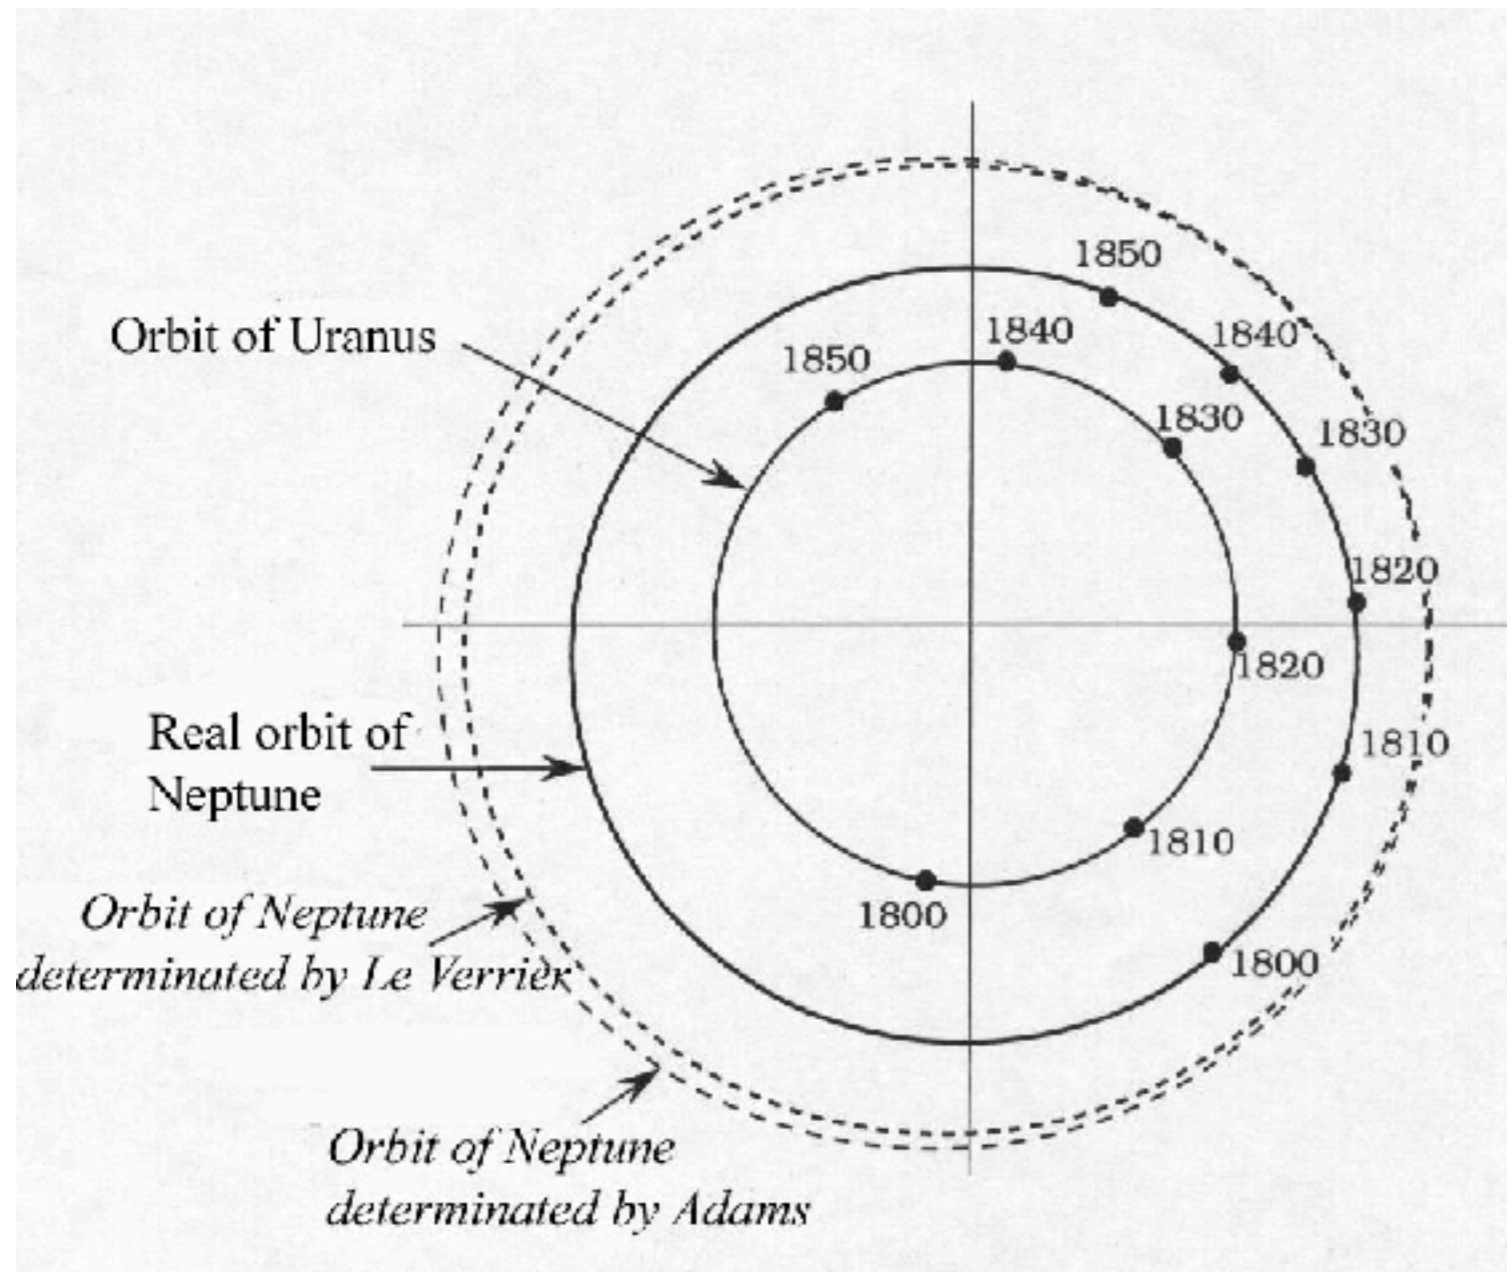 1850
Orbit of Uranus
1840
1840
1850
1830
1830
1820
1820
Real orbit of
Neptune
1810
1810
1800
1800
Orbit of Neptune
determinated by Le Verrier
Orbit of Neptune
determinated by Adams